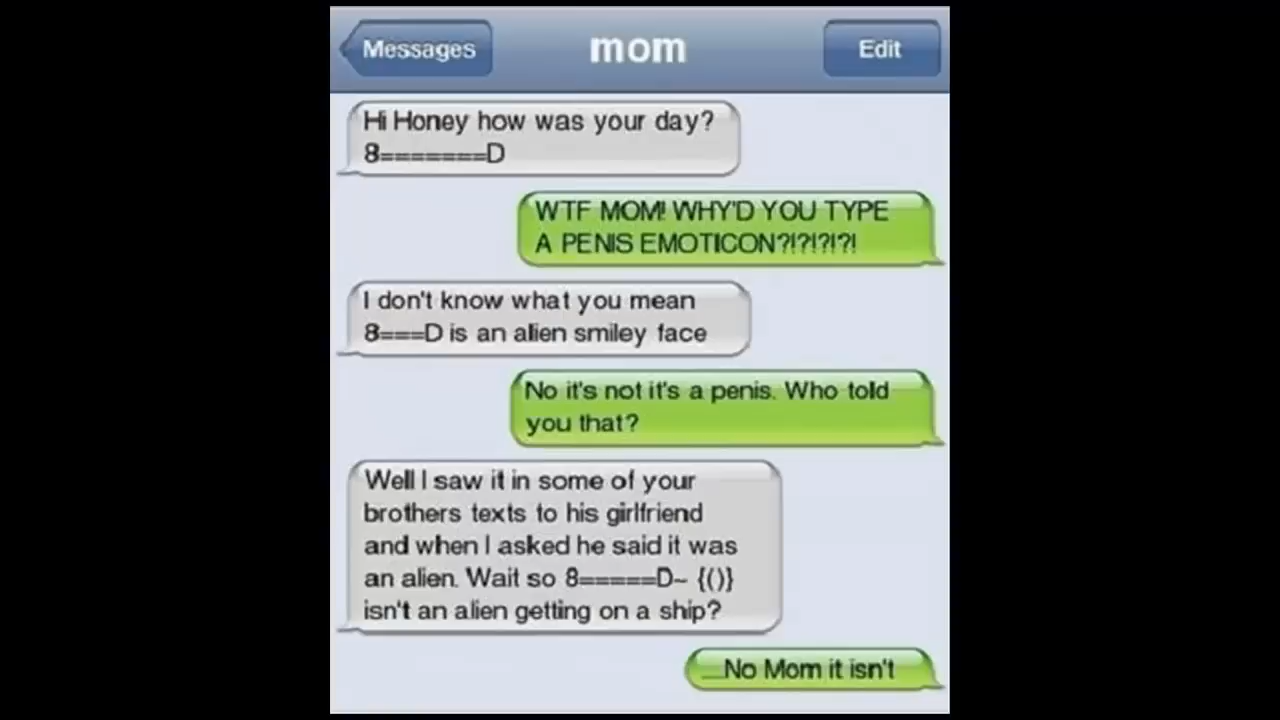 Messages
mom
Edit
Hi Honey how was your day?
8=======D
WTF MOM! WHY'D YOU TYPE
A PENIS EMOTICON?!?!?!?!
I don't know what you mean
8===D is an alien smiley face
No it's not it's a penis. Who told
you that?
Well I saw it in some of your
brothers texts to his girlfriend
and when I asked he said it was
an alien. Wait so 8=====D~ {()}
isn't an alien getting on a ship?
...No Mom it isn't